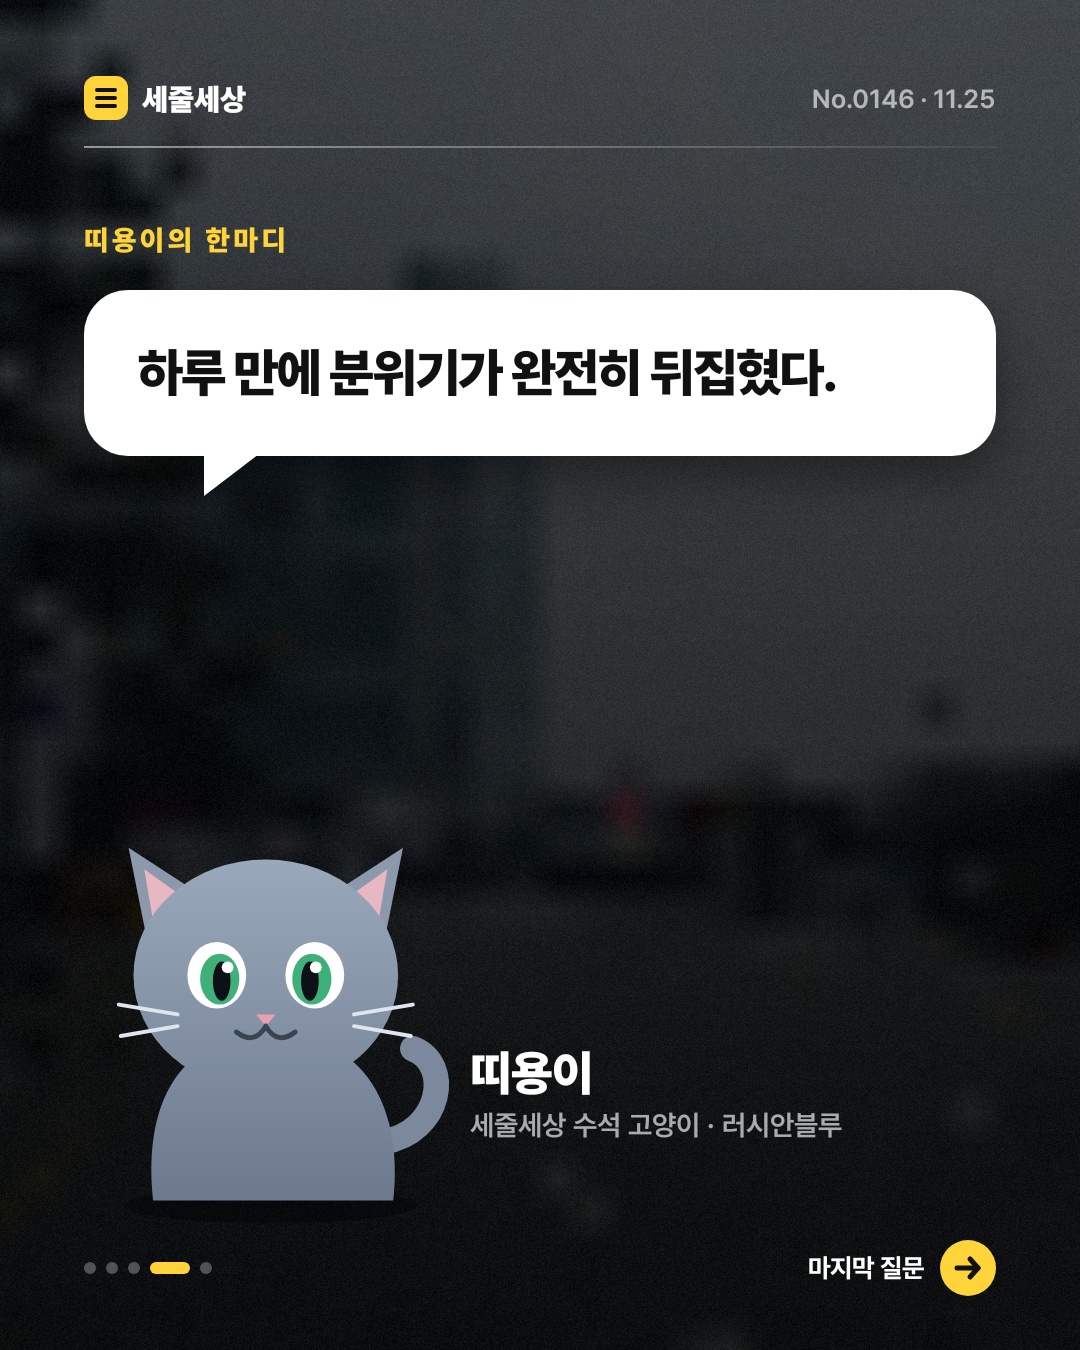 세줄세상
No.0146 · 11.25
띠용이의 한마디
하루 만에 분위기가 완전히 뒤집혔다.
띠용이
세줄세상 수석 고양이 · 러시안블루
마지막 질문